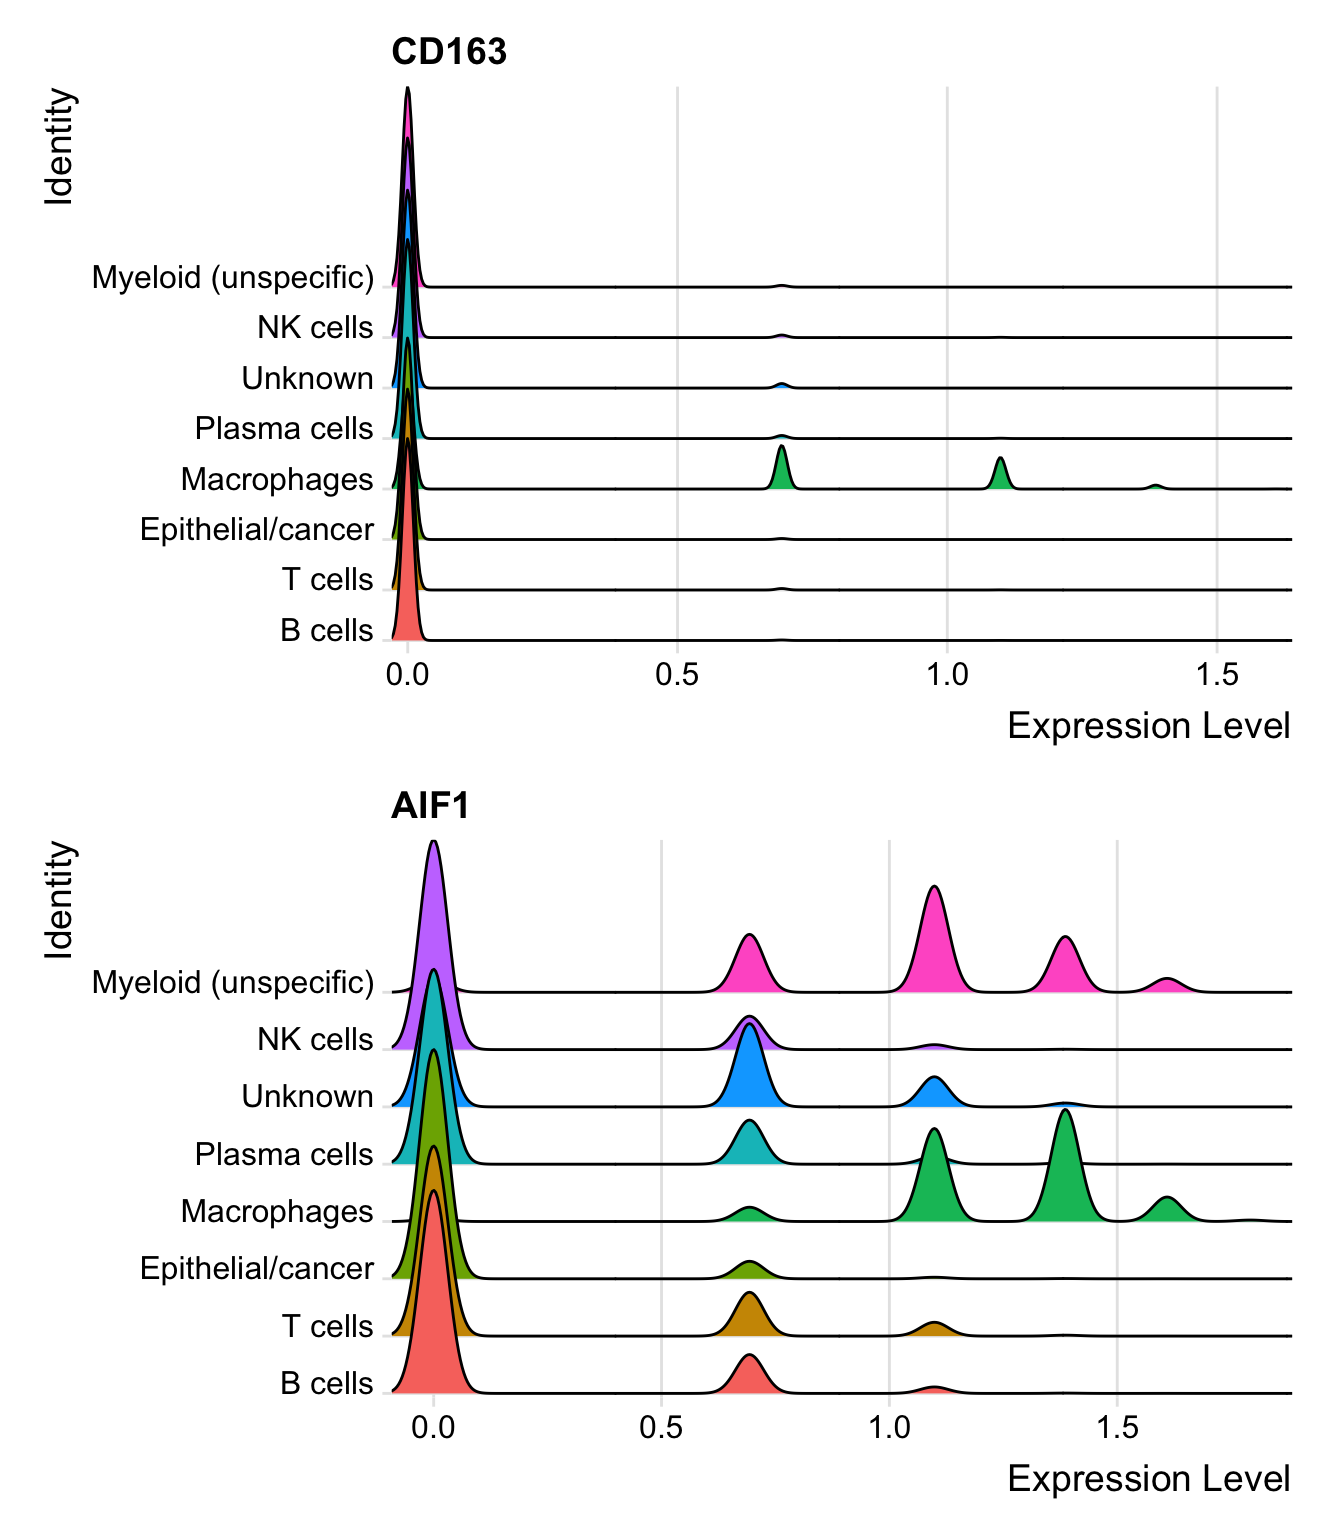 CD163
Identity
Myeloid (unspecific)
NK cells
Unknown
Plasma cells
Macrophages
Epithelial/cancer
T cells
B cells
0.0 0.5 1.0 1.5
Expression Level
AIF1
Identity
Myeloid (unspecific)
NK cells
Unknown
Plasma cells
Macrophages
Epithelial/cancer
T cells
B cells
0.0 0.5 1.0 1.5
Expression Level